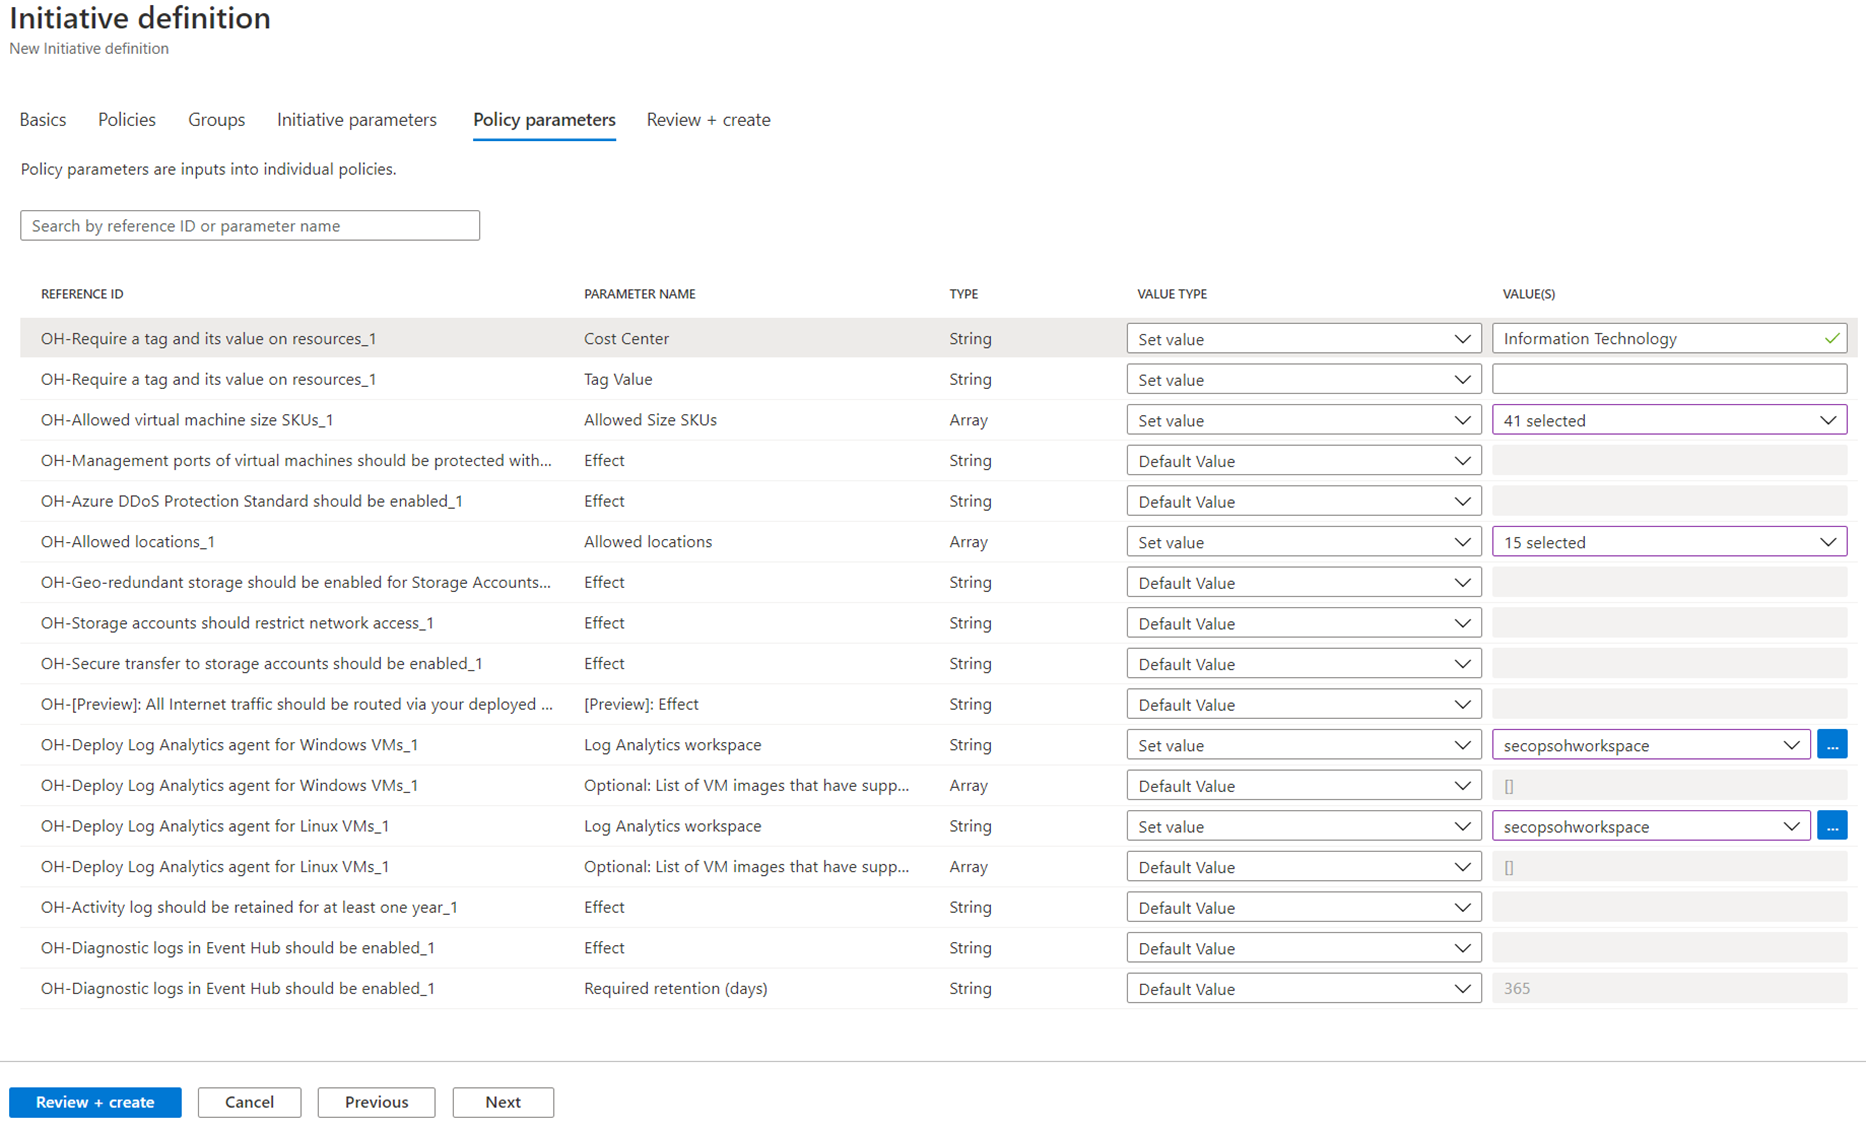 Initiative definition
New Initiative definition
Basics Policies Groups Initiative parameters Policy parameters Review + create
Policy parameters are inputs into individual policies.
Search by reference ID or parameter name
REFERENCE ID PARAMETER NAME TYPE VALUE TYPE VALUE(S)
OH-Require a tag and its value on resources_1 Cost Center String Set value Information Technology
OH-Require a tag and its value on resources_1 Tag Value String Set value
OH-Allowed virtual machine size SKUs_1 Allowed Size SKUs Array Set value 41 selected
OH-Management ports of virtual machines should be protected with... Effect String Default Value
OH-Azure DDoS Protection Standard should be enabled_1 Effect String Default Value
OH-Allowed locations_1 Allowed locations Array Set value 15 selected
OH-Geo-redundant storage should be enabled for Storage Accounts... Effect String Default Value
OH-Storage accounts should restrict network access_1 Effect String Default Value
OH-Secure transfer to storage accounts should be enabled_1 Effect String Default Value
OH-[Preview]: All Internet traffic should be routed via your deployed ... [Preview]: Effect String Default Value
OH-Deploy Log Analytics agent for Windows VMs_1 Log Analytics workspace String Set value secopsohworkspace ...
OH-Deploy Log Analytics agent for Windows VMs_1 Optional: List of VM images that have supp... Array Default Value []
OH-Deploy Log Analytics agent for Linux VMs_1 Log Analytics workspace String Set value secopsohworkspace ...
OH-Deploy Log Analytics agent for Linux VMs_1 Optional: List of VM images that have supp... Array Default Value []
OH-Activity log should be retained for at least one year_1 Effect String Default Value
OH-Diagnostic logs in Event Hub should be enabled_1 Effect String Default Value
OH-Diagnostic logs in Event Hub should be enabled_1 Required retention (days) String Default Value 365
Review + create Cancel Previous Next